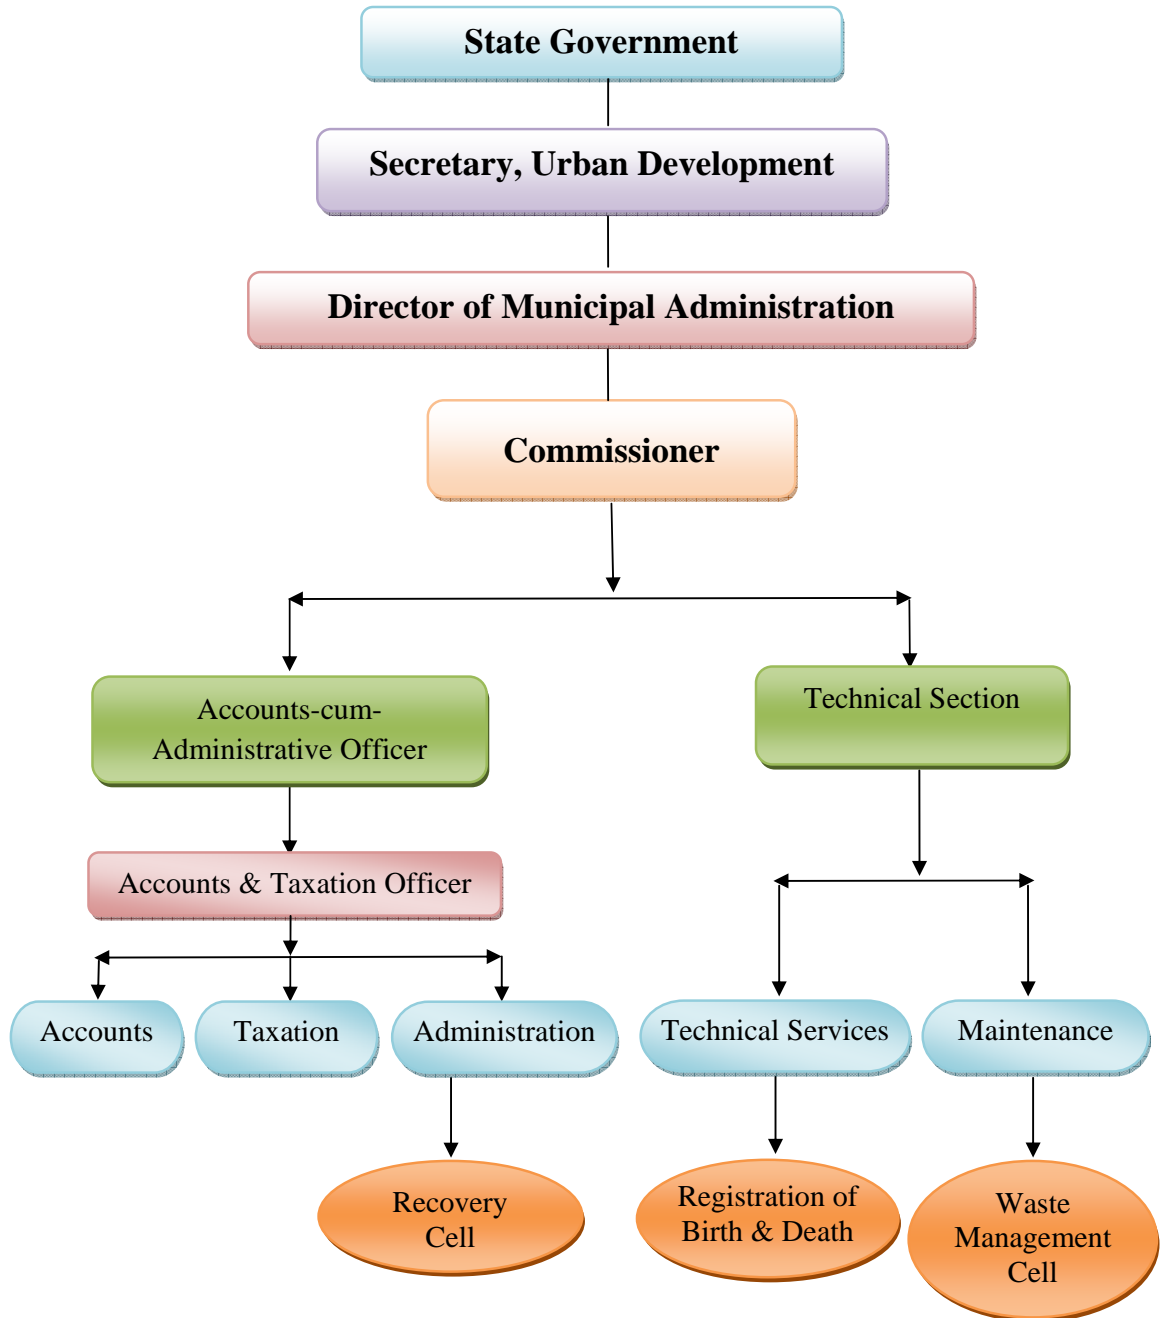 State Government
Secretary, Urban Development
Director of Municipal Administration
Commissioner
Accounts-cum-
Administrative Officer
Technical Section
Accounts & Taxation Officer
Accounts
Taxation
Administration
Technical Services
Maintenance
Recovery
Cell
Registration of
Birth & Death
Waste
Management
Cell